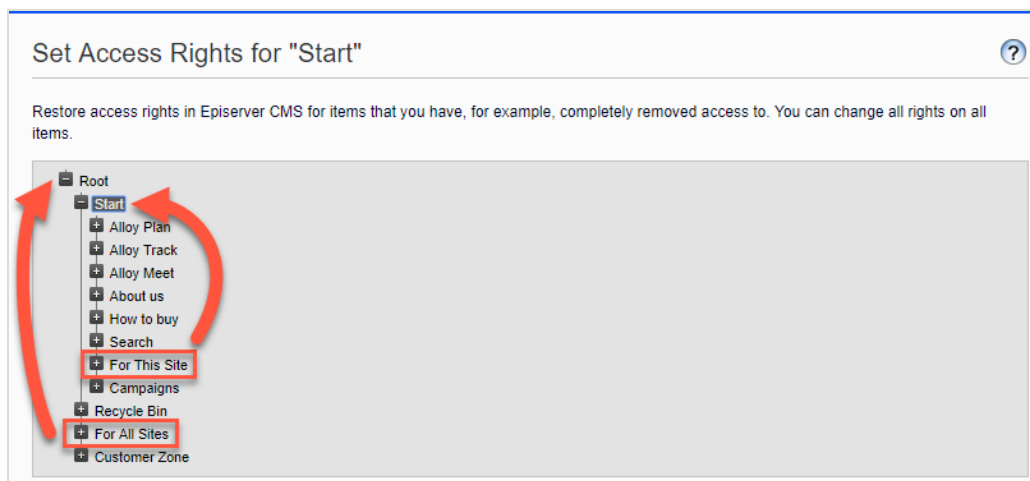 Set Access Rights for "Start"
?
Restore access rights in Episerver CMS for items that you have, for example, completely removed access to. You can change all rights on all
items.
Root
Start
Alloy Plan
Alloy Track
Alloy Meet
About us
How to buy
Search
For This Site
Campaigns
Recycle Bin
For All Sites
Customer Zone